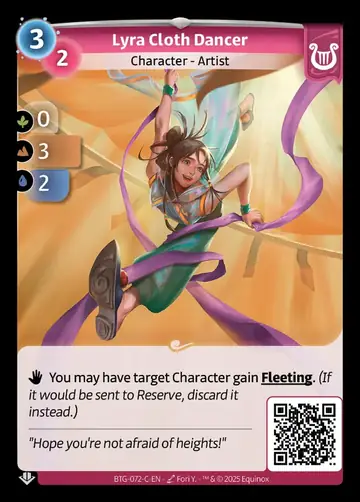 3
Lyra Cloth Dancer
2
Character - Artist
0
3
2
You may have target Character gain Fleeting. (If
it would be sent to Reserve, discard it
instead.)
"Hope you're not afraid of heights!"
BTG-072-C-EN - Fori Y. - ™ & © 2025 Equinox